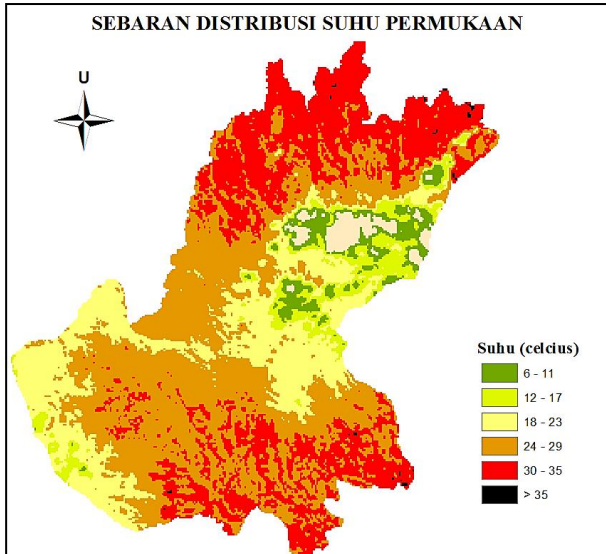 SEBARAN DISTRIBUSI SUHU PERMUKAAN
U
Suhu (celcius)
6 - 11
12 - 17
18 - 23
24 - 29
30 - 35
> 35